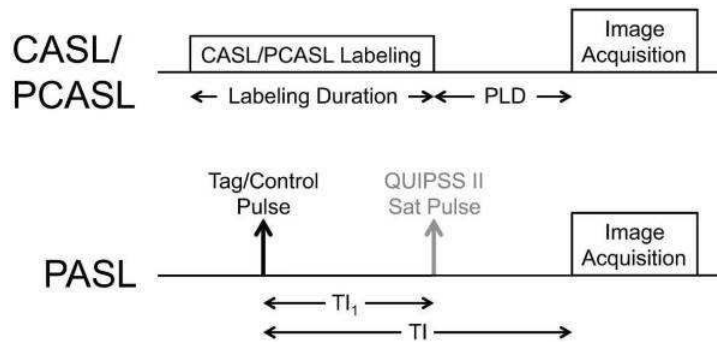 CASL/
PCASL
CASL/PCASL Labeling
Image
Acquisition
Labeling Duration
PLD
Tag/Control
Pulse
QUIPSS II
Sat Pulse
PASL
Image
Acquisition
TI₁
TI